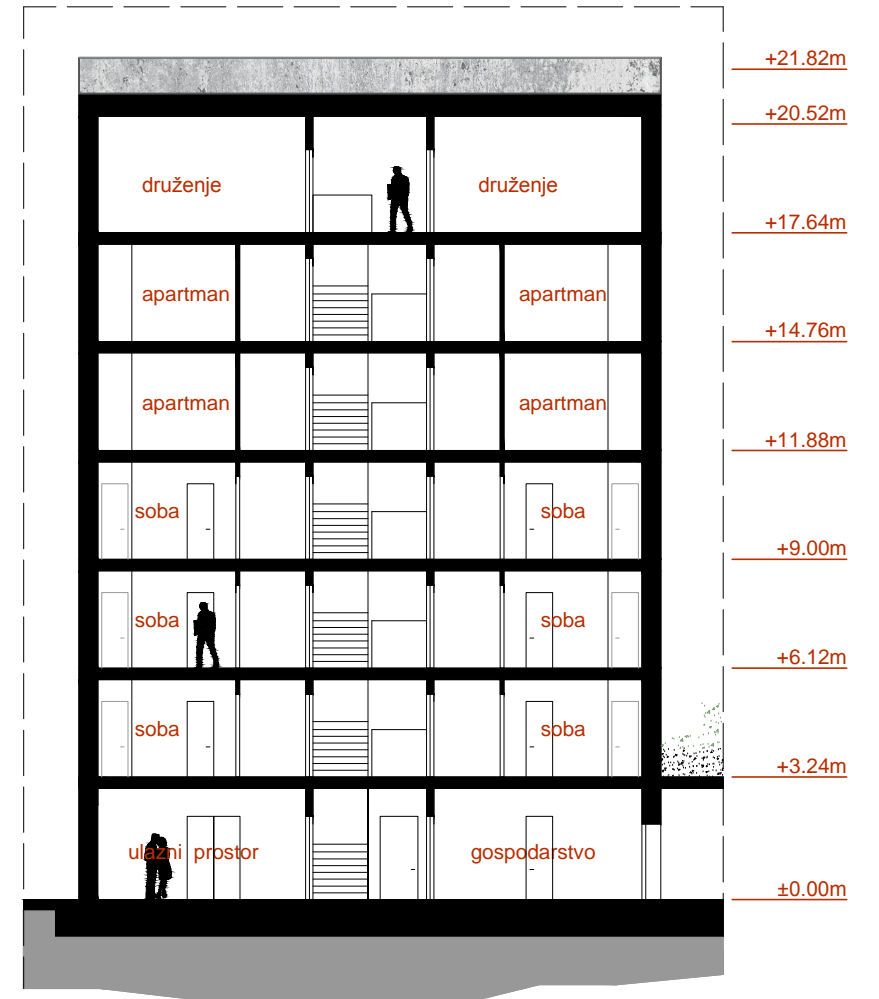 +21.82m
+20.52m
druženje druženje
+17.64m
apartman apartman
+14.76m
apartman apartman
+11.88m
soba soba
+9.00m
soba soba
+6.12m
soba soba
+3.24m
ulazni prostor gospodarstvo
±0.00m